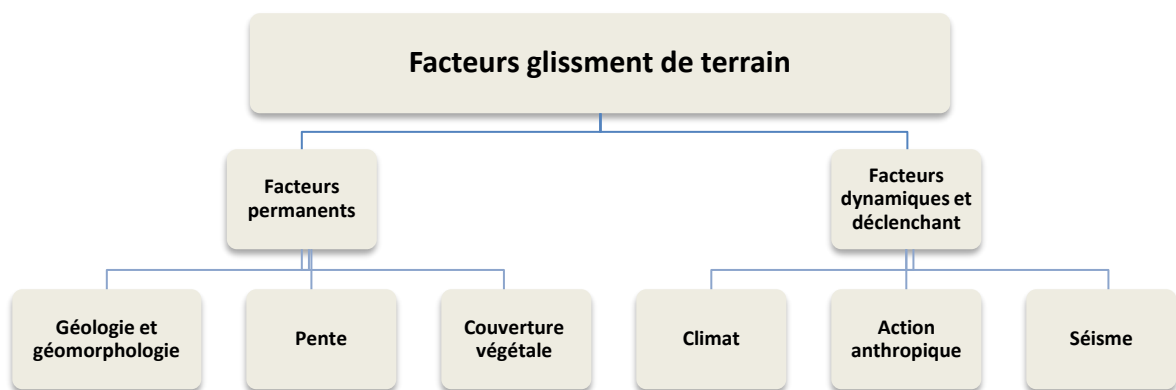 Facteurs glissment de terrain
Facteurs
permanents
Facteurs
dynamiques et
déclenchant
Géologie et
géomorphologie
Pente
Couverture
végétale
Climat
Action
anthropique
Séisme